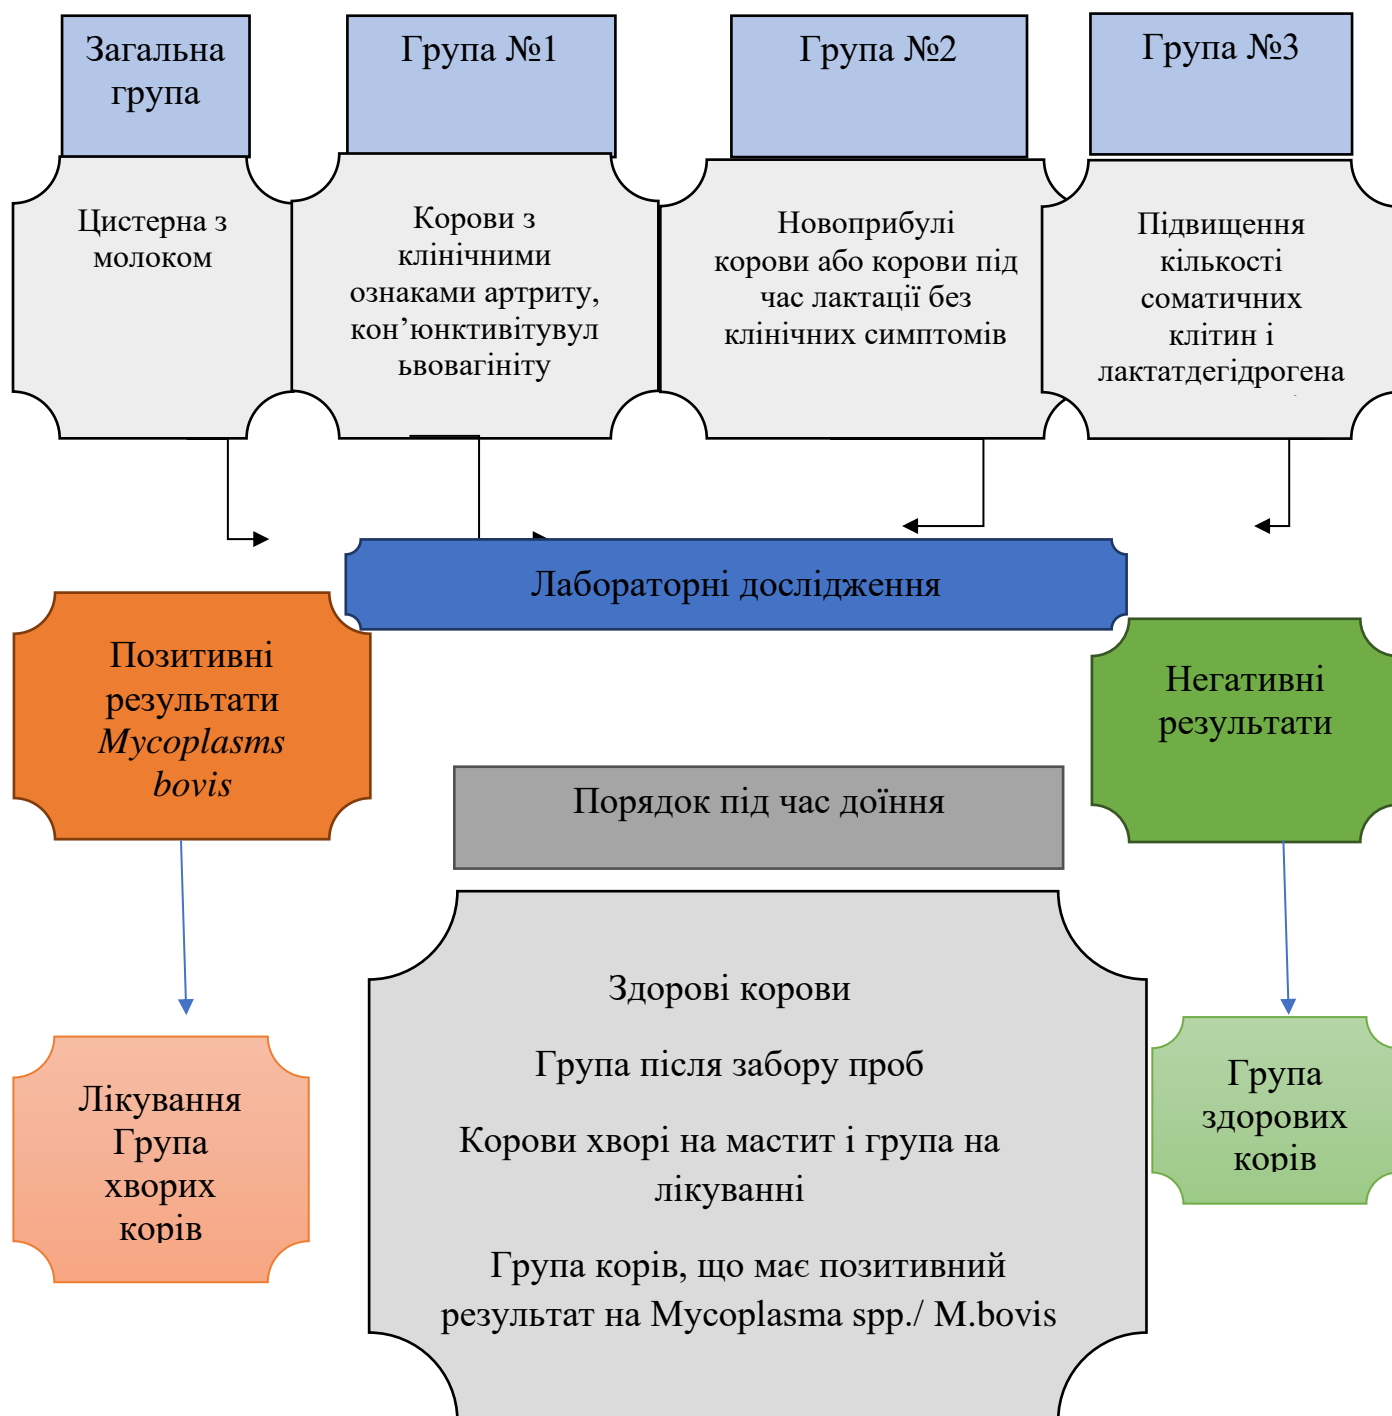 Загальна
група
Група №1
Група №2
Група №3
Цистерна з
молоком
Корови з
клінічними
ознаками артриту,
кон’юнктивітувул
ьвовагініту
Новоприбулі
корови або корови під
час лактації без
клінічних симптомів
Підвищення
кількості
соматичних
клітин і
лактатдегідрогена
Лабораторні дослідження
Позитивні
результати
Mycoplasms
bovis
Негативні
результати
Порядок під час доїння
Здорові корови
Група після забору проб
Корови хворі на мастит і група на
лікуванні
Група корів, що має позитивний
результат на Mycoplasma spp./ M.bovis
Лікування
Група
хворих
корів
Група
здорових
корів